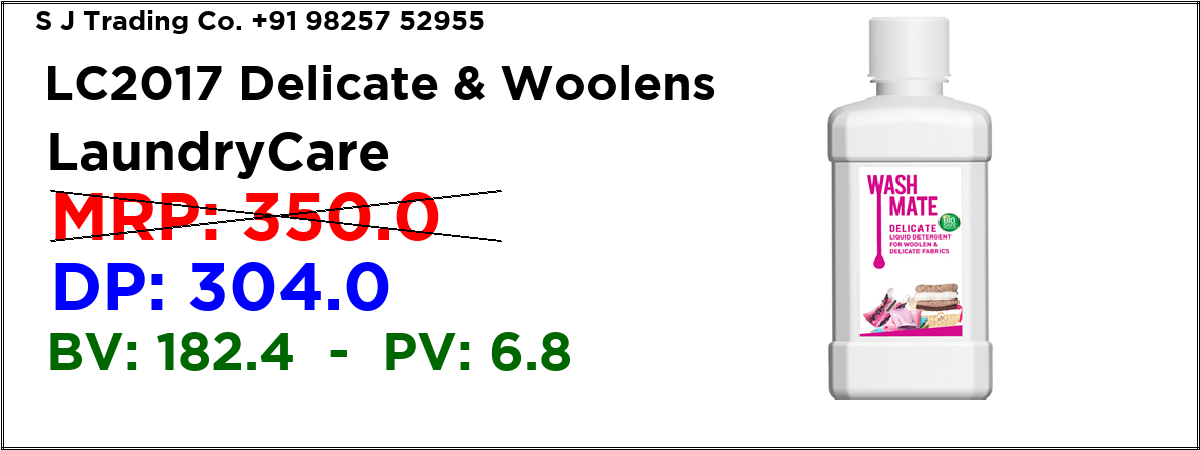 S J Trading Co. +91 98257 52955
LC2017 Delicate & Woolens
LaundryCare
MRP: 350.0
DP: 304.0
BV: 182.4 - PV: 6.8
WASH
MATE
DELICATE
LIQUID DETERGENT
FOR WOOLEN &
DELICATE FABRICS
Bio